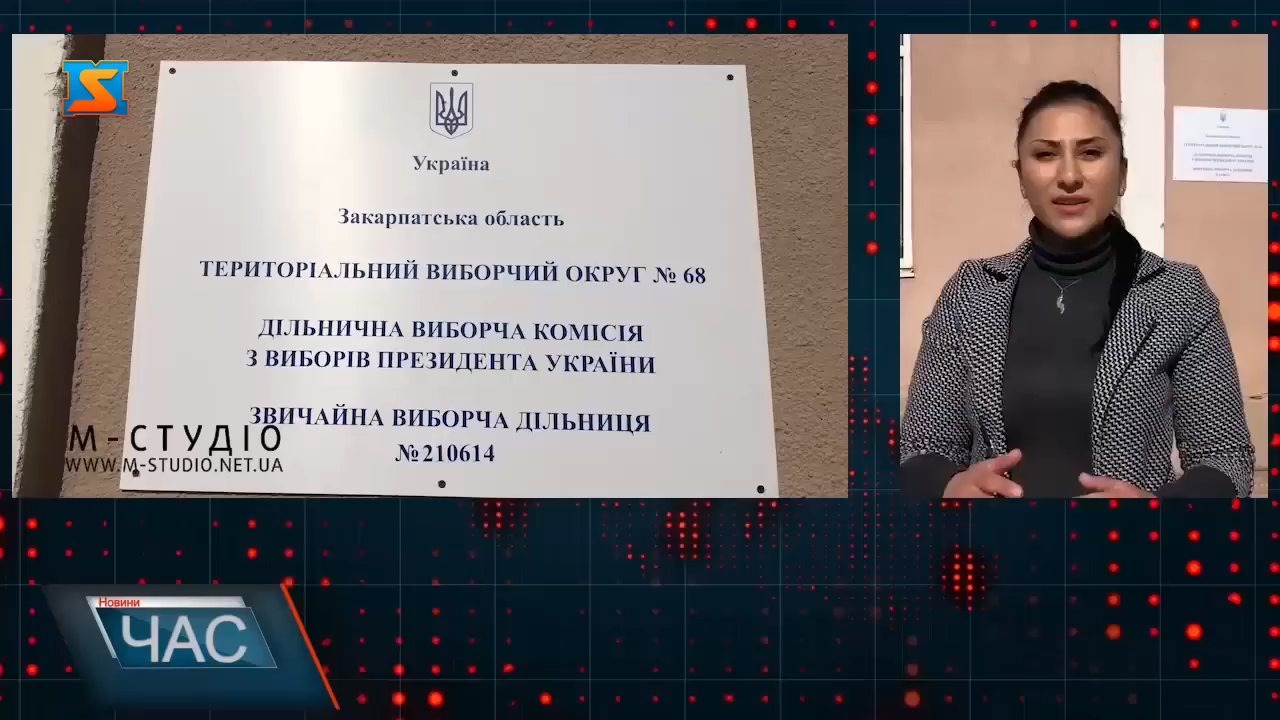 Україна
Закарпатська область
ТЕРИТОРІАЛЬНИЙ ВИБОРЧИЙ ОКРУГ № 68
ДІЛЬНИЧНА ВИБОРЧА КОМІСІЯ
З ВИБОРІВ ПРЕЗИДЕНТА УКРАЇНИ
ЗВИЧАЙНА ВИБОРЧА ДІЛЬНИЦЯ
№210614
М-СТУДІО
WWW.M-STUDIO.NET.UA
Новини
ЧАС